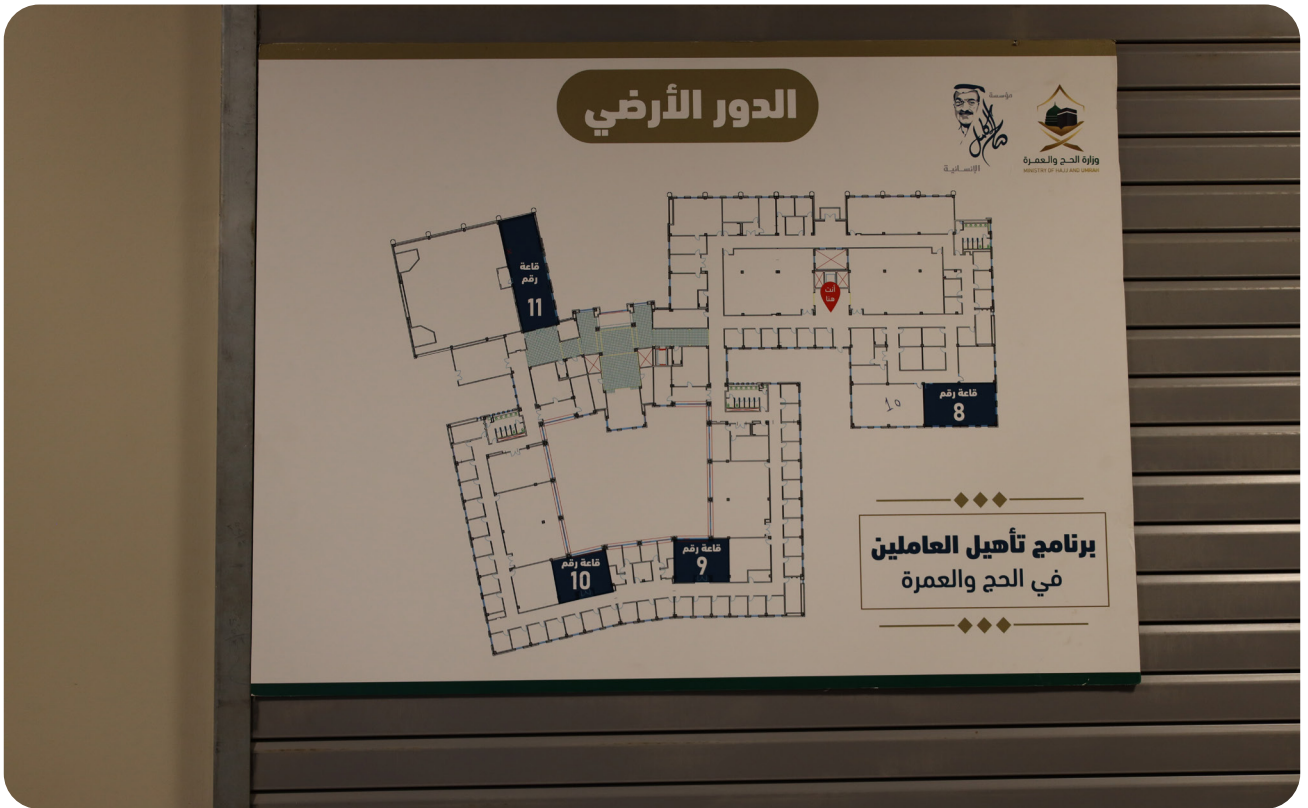 الدور الأرضي
مؤسسة
الإنسانية
وزارة الحج والعمرة
MINISTRY OF HAJJ AND UMRAH
قاعة
رقم
11
أنت
هنا
قاعة رقم
8
10
قاعة رقم
9
قاعة رقم
10
برنامج تأهيل العاملين
في الحج والعمرة